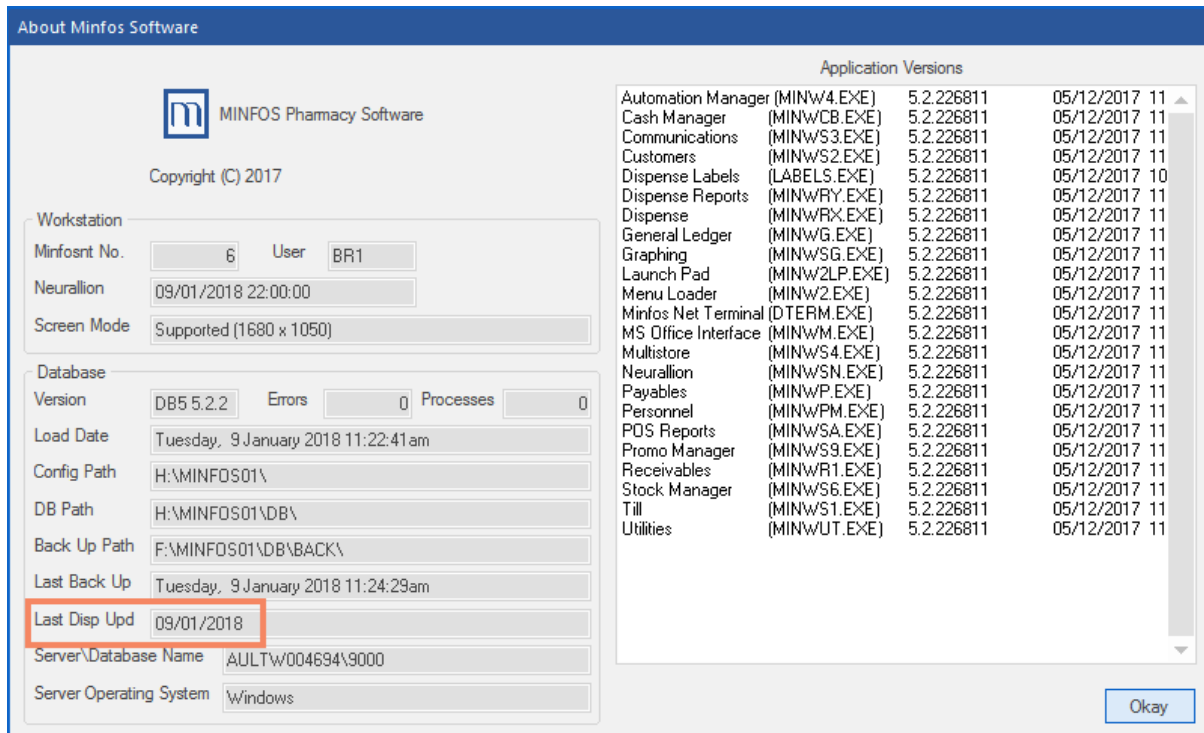 About Minfos Software
m MINFOS Pharmacy Software
Copyright (C) 2017
Workstation
Minfosnt No. 6 User BR1
Neurallion 09/01/2018 22:00:00
Screen Mode Supported (1680 x 1050)
Database
Version DB5 5.2.2 Errors 0 Processes 0
Load Date Tuesday, 9 January 2018 11:22:41am
Config Path H:\MINFOS01\
DB Path H:\MINFOS01\DB\
Back Up Path F:\MINFOS01\DB\BACK\
Last Back Up Tuesday, 9 January 2018 11:24:29am
Last Disp Upd 09/01/2018
Server\Database Name AULTW004694\9000
Server Operating System Windows
Application Versions
Automation Manager (MINW4.EXE) 5.2.226811 05/12/2017 11
Cash Manager (MINWCB.EXE) 5.2.226811 05/12/2017 11
Communications (MINWS3.EXE) 5.2.226811 05/12/2017 11
Customers (MINWS2.EXE) 5.2.226811 05/12/2017 11
Dispense Labels (LABELS.EXE) 5.2.226811 05/12/2017 10
Dispense Reports (MINWRY.EXE) 5.2.226811 05/12/2017 11
Dispense (MINWRX.EXE) 5.2.226811 05/12/2017 11
General Ledger (MINWG.EXE) 5.2.226811 05/12/2017 11
Graphing (MINWSG.EXE) 5.2.226811 05/12/2017 11
Launch Pad (MINW2LP.EXE) 5.2.226811 05/12/2017 11
Menu Loader (MINW2.EXE) 5.2.226811 05/12/2017 11
Minfos Net Terminal (DTERM.EXE) 5.2.226811 05/12/2017 11
MS Office Interface (MINWM.EXE) 5.2.226811 05/12/2017 11
Multistore (MINWS4.EXE) 5.2.226811 05/12/2017 11
Neurallion (MINWSN.EXE) 5.2.226811 05/12/2017 11
Payables (MINWP.EXE) 5.2.226811 05/12/2017 11
Personnel (MINWPM.EXE) 5.2.226811 05/12/2017 11
POS Reports (MINWSA.EXE) 5.2.226811 05/12/2017 11
Promo Manager (MINWS9.EXE) 5.2.226811 05/12/2017 11
Receivables (MINWR1.EXE) 5.2.226811 05/12/2017 11
Stock Manager (MINWS6.EXE) 5.2.226811 05/12/2017 11
Till (MINWS1.EXE) 5.2.226811 05/12/2017 11
Utilities (MINWUT.EXE) 5.2.226811 05/12/2017 11
Okay